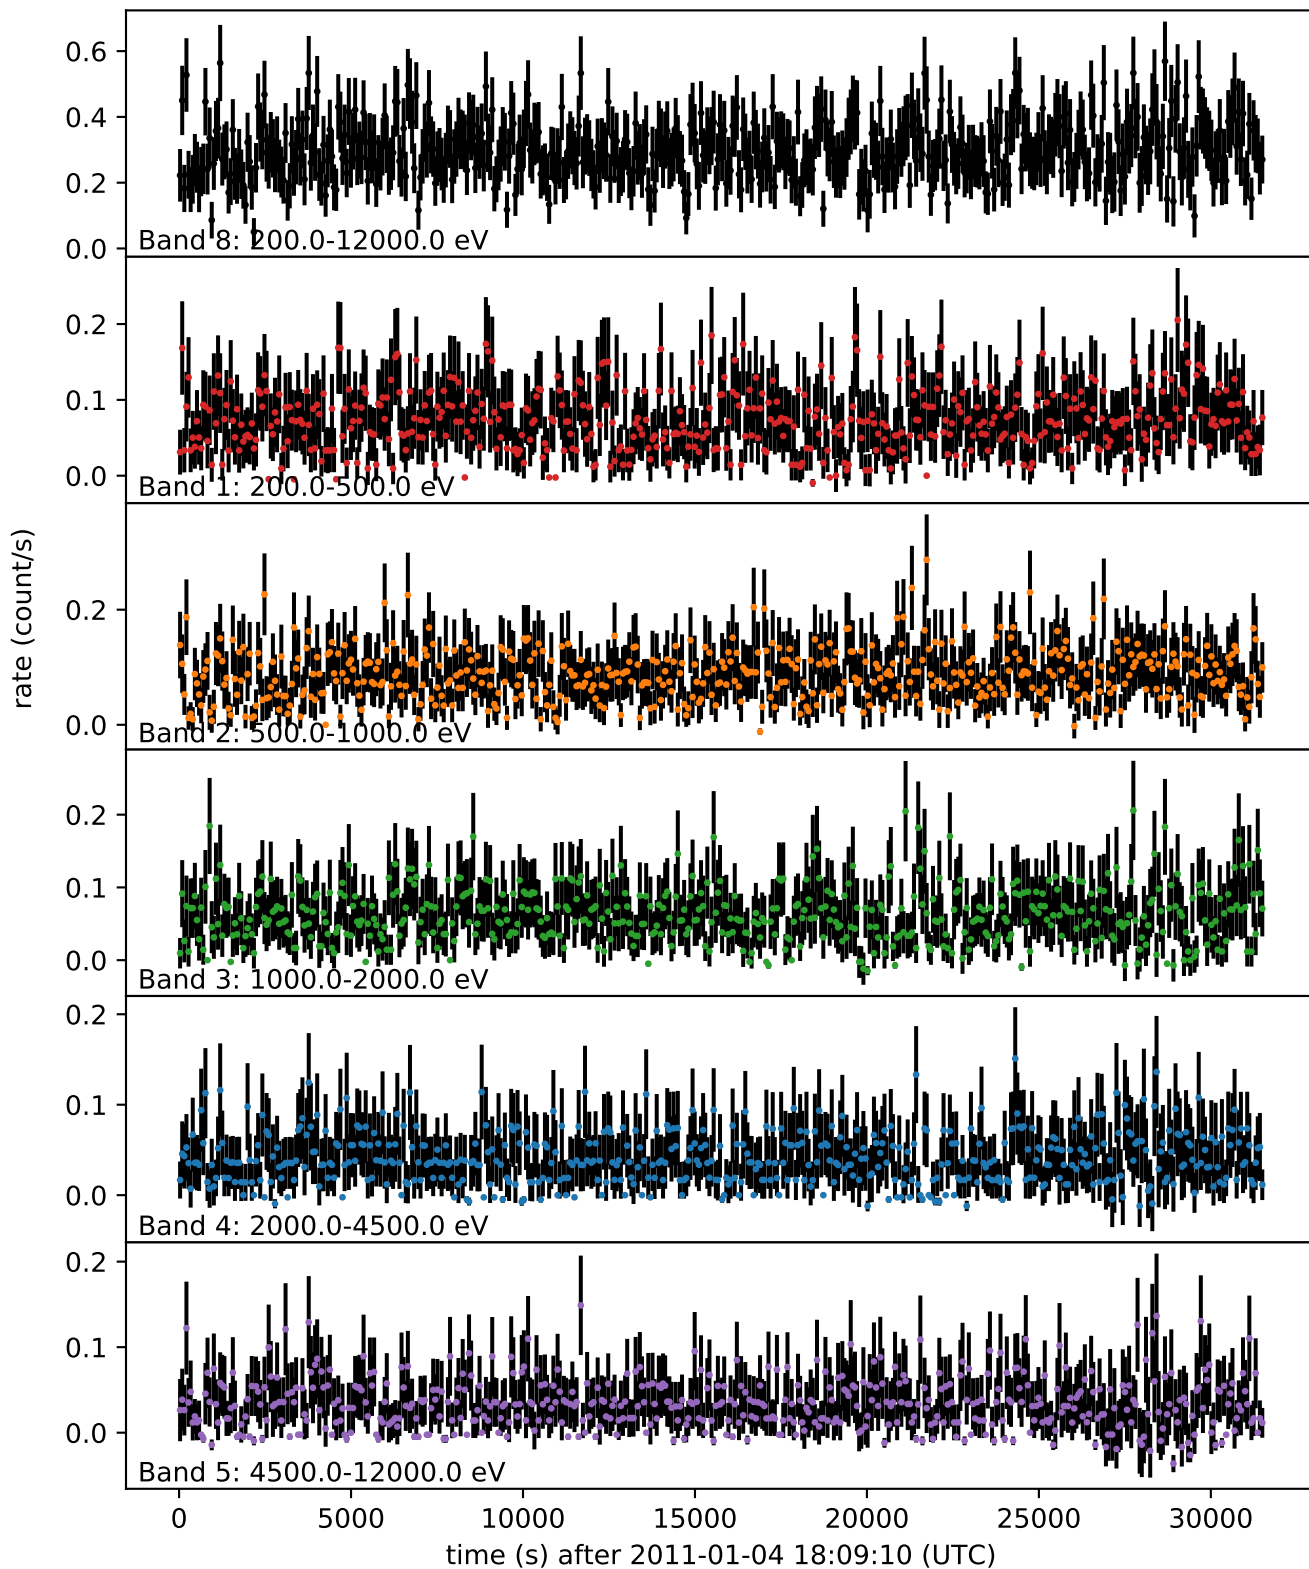 0.6
0.4
0.2
0.0
Band 8: 200.0-12000.0 eV
0.2
0.1
0.0
Band 1: 200.0-500.0 eV
rate (count/s)
0.2
0.0
Band 2: 500.0-1000.0 eV
0.2
0.1
0.0
Band 3: 1000.0-2000.0 eV
0.2
0.1
0.0
Band 4: 2000.0-4500.0 eV
0.2
0.1
0.0
Band 5: 4500.0-12000.0 eV
0 5000 10000 15000 20000 25000 30000
time (s) after 2011-01-04 18:09:10 (UTC)